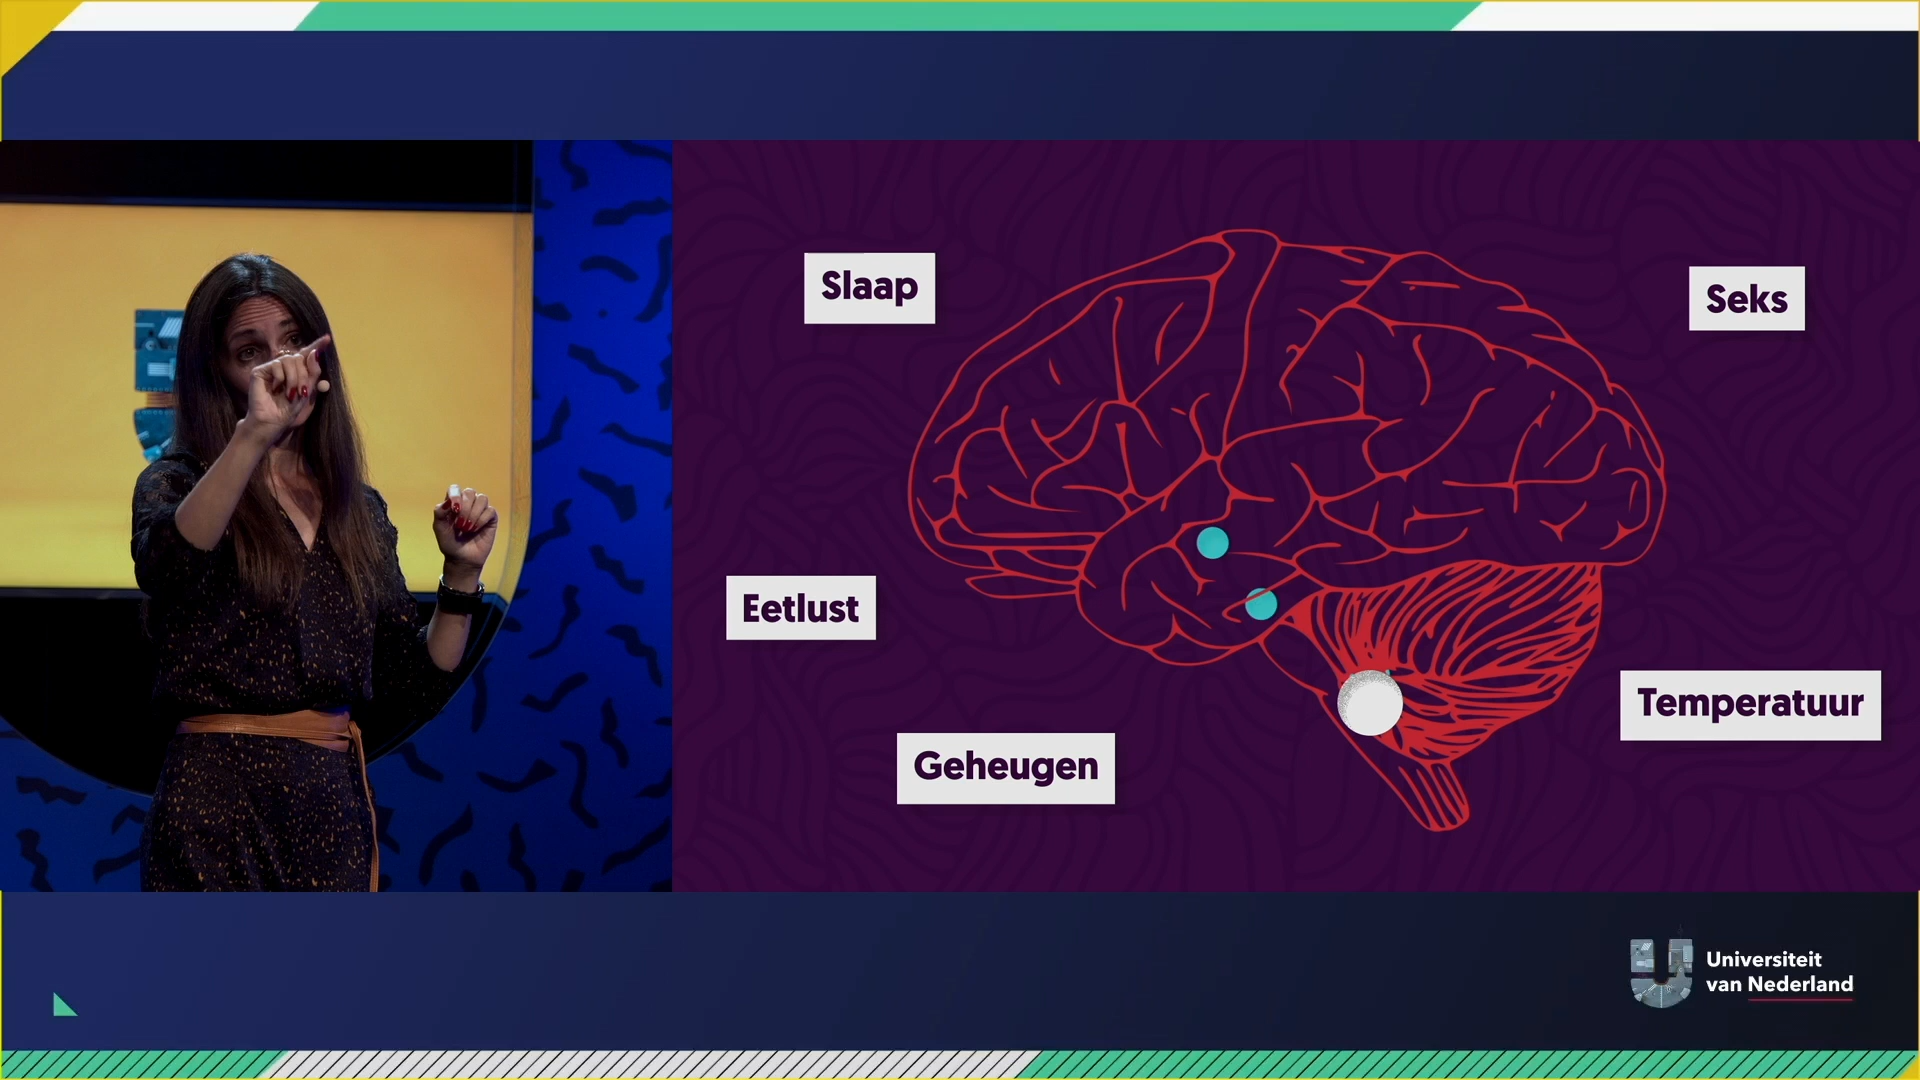 Slaap
Seks
Eetlust
Temperatuur
Geheugen
Universiteit
van Nederland